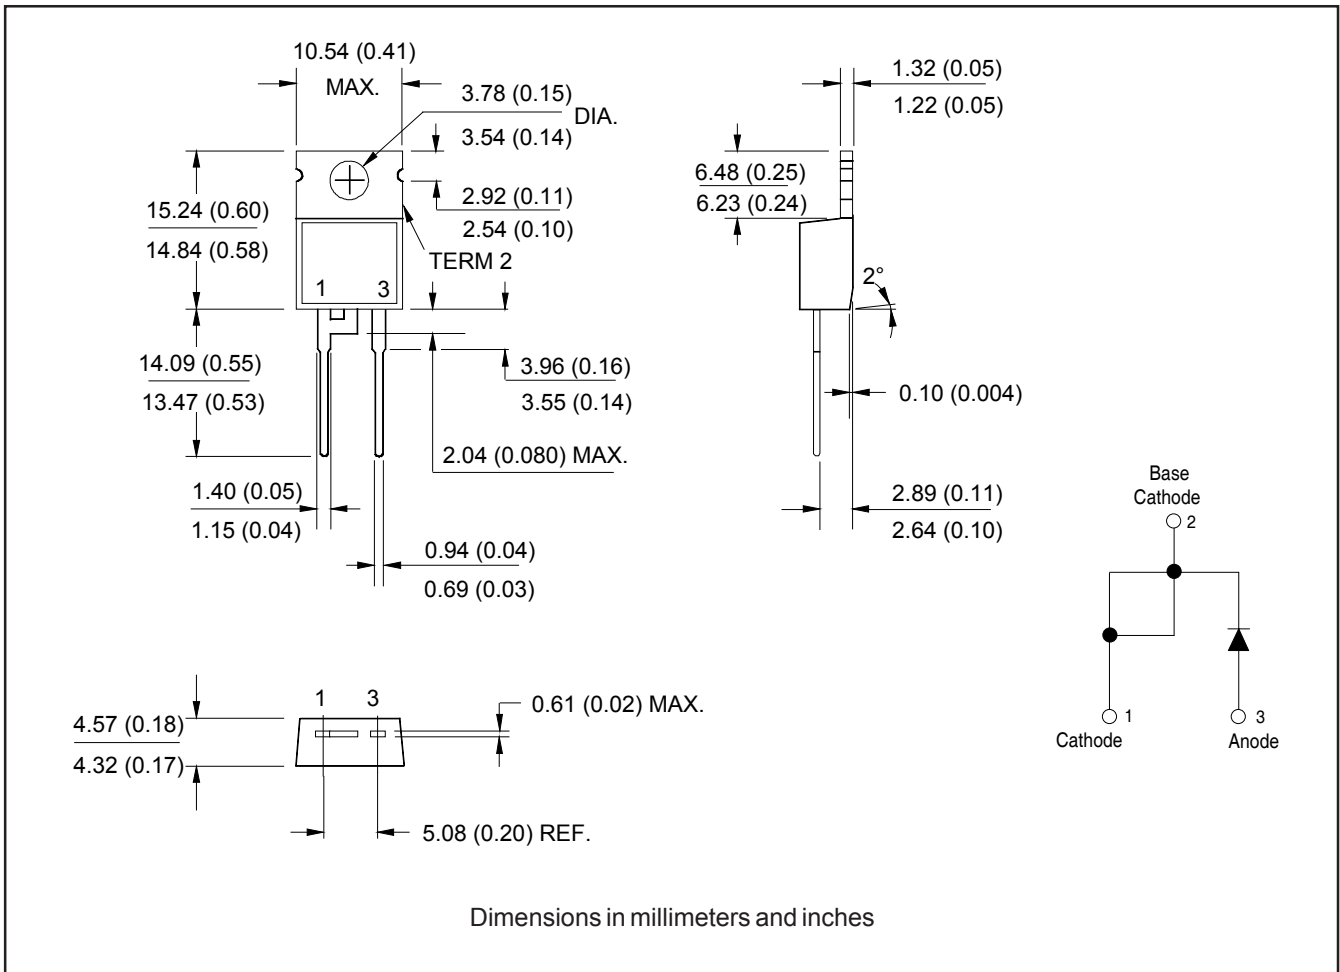 10.54 (0.41)
MAX.
3.78 (0.15)
DIA.
3.54 (0.14)
1.32 (0.05)
1.22 (0.05)
15.24 (0.60)
14.84 (0.58)
2.92 (0.11)
2.54 (0.10)
TERM 2
1 3
6.48 (0.25)
6.23 (0.24)
2°
14.09 (0.55)
13.47 (0.53)
3.96 (0.16)
3.55 (0.14)
0.10 (0.004)
2.04 (0.080) MAX.
1.40 (0.05)
1.15 (0.04)
0.94 (0.04)
0.69 (0.03)
2.89 (0.11)
2.64 (0.10)
Base
Cathode
2
1
Cathode
3
Anode
1 3
4.57 (0.18)
4.32 (0.17)
0.61 (0.02) MAX.
5.08 (0.20) REF.
Dimensions in millimeters and inches